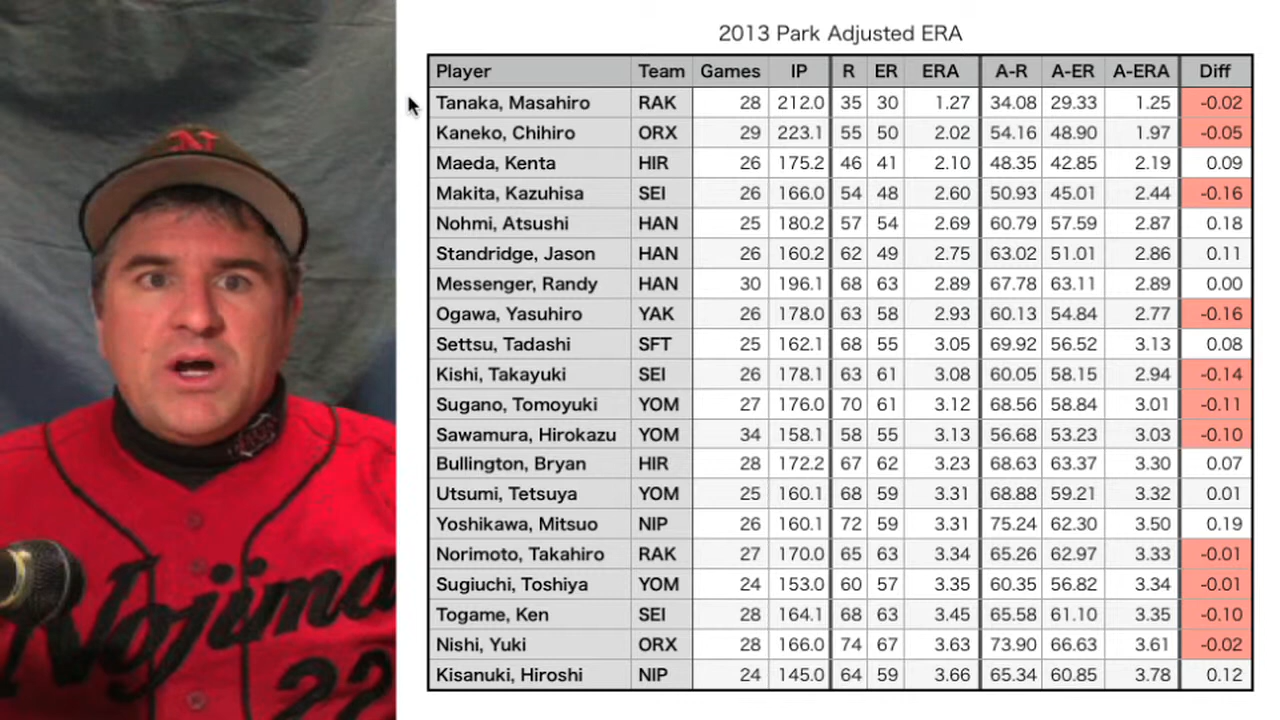 2013 Park Adjusted ERA
Player Team Games IP R ER ERA A-R A-ER A-ERA Diff
Tanaka, Masahiro RAK 28 212.0 35 30 1.27 34.08 29.33 1.25 -0.02
Kaneko, Chihiro ORX 29 223.1 55 50 2.02 54.16 48.90 1.97 -0.05
Maeda, Kenta HIR 26 175.2 46 41 2.10 48.35 42.85 2.19 0.09
Makita, Kazuhisa SEI 26 166.0 54 48 2.60 50.93 45.01 2.44 -0.16
Nohmi, Atsushi HAN 25 180.2 57 54 2.69 60.79 57.59 2.87 0.18
Standridge, Jason HAN 26 160.2 62 49 2.75 63.02 51.01 2.86 0.11
Messenger, Randy HAN 30 196.1 68 63 2.89 67.78 63.11 2.89 0.00
Ogawa, Yasuhiro YAK 26 178.0 63 58 2.93 60.13 54.84 2.77 -0.16
Settsu, Tadashi SFT 25 162.1 68 55 3.05 69.92 56.52 3.13 0.08
Kishi, Takayuki SEI 26 178.1 63 61 3.08 60.05 58.15 2.94 -0.14
Sugano, Tomoyuki YOM 27 176.0 70 61 3.12 68.56 58.84 3.01 -0.11
Sawamura, Hirokazu YOM 34 158.1 58 55 3.13 56.68 53.23 3.03 -0.10
Bullington, Bryan HIR 28 172.2 67 62 3.23 68.63 63.37 3.30 0.07
Utsumi, Tetsuya YOM 25 160.1 68 59 3.31 68.88 59.21 3.32 0.01
Yoshikawa, Mitsuo NIP 26 160.1 72 59 3.31 75.24 62.30 3.50 0.19
Norimoto, Takahiro RAK 27 170.0 65 63 3.34 65.26 62.97 3.33 -0.01
Sugiuchi, Toshiya YOM 24 153.0 60 57 3.35 60.35 56.82 3.34 -0.01
Togame, Ken SEI 28 164.1 68 63 3.45 65.58 61.10 3.35 -0.10
Nishi, Yuki ORX 28 166.0 74 67 3.63 73.90 66.63 3.61 -0.02
Kisanuki, Hiroshi NIP 24 145.0 64 59 3.66 65.34 60.85 3.78 0.12
N
Nojima
22